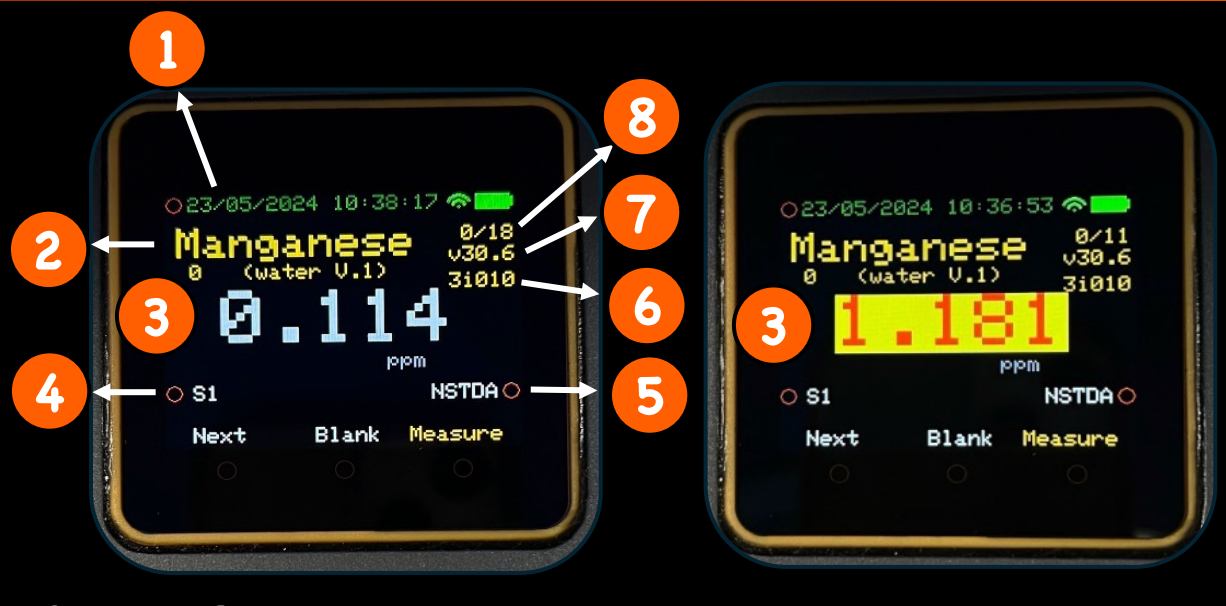 1
23/05/2024 10:38:17
8
0/18
7
2
Manganese
v30.6
0 (water V.1)
3i010
6
3
0.114
ppm
4
S1
NSTDA
5
Next Blank Measure
23/05/2024 10:36:53
0/11
Manganese
v30.6
0 (water V.1)
3i010
3
1.181
ppm
S1
NSTDA
Next Blank Measure